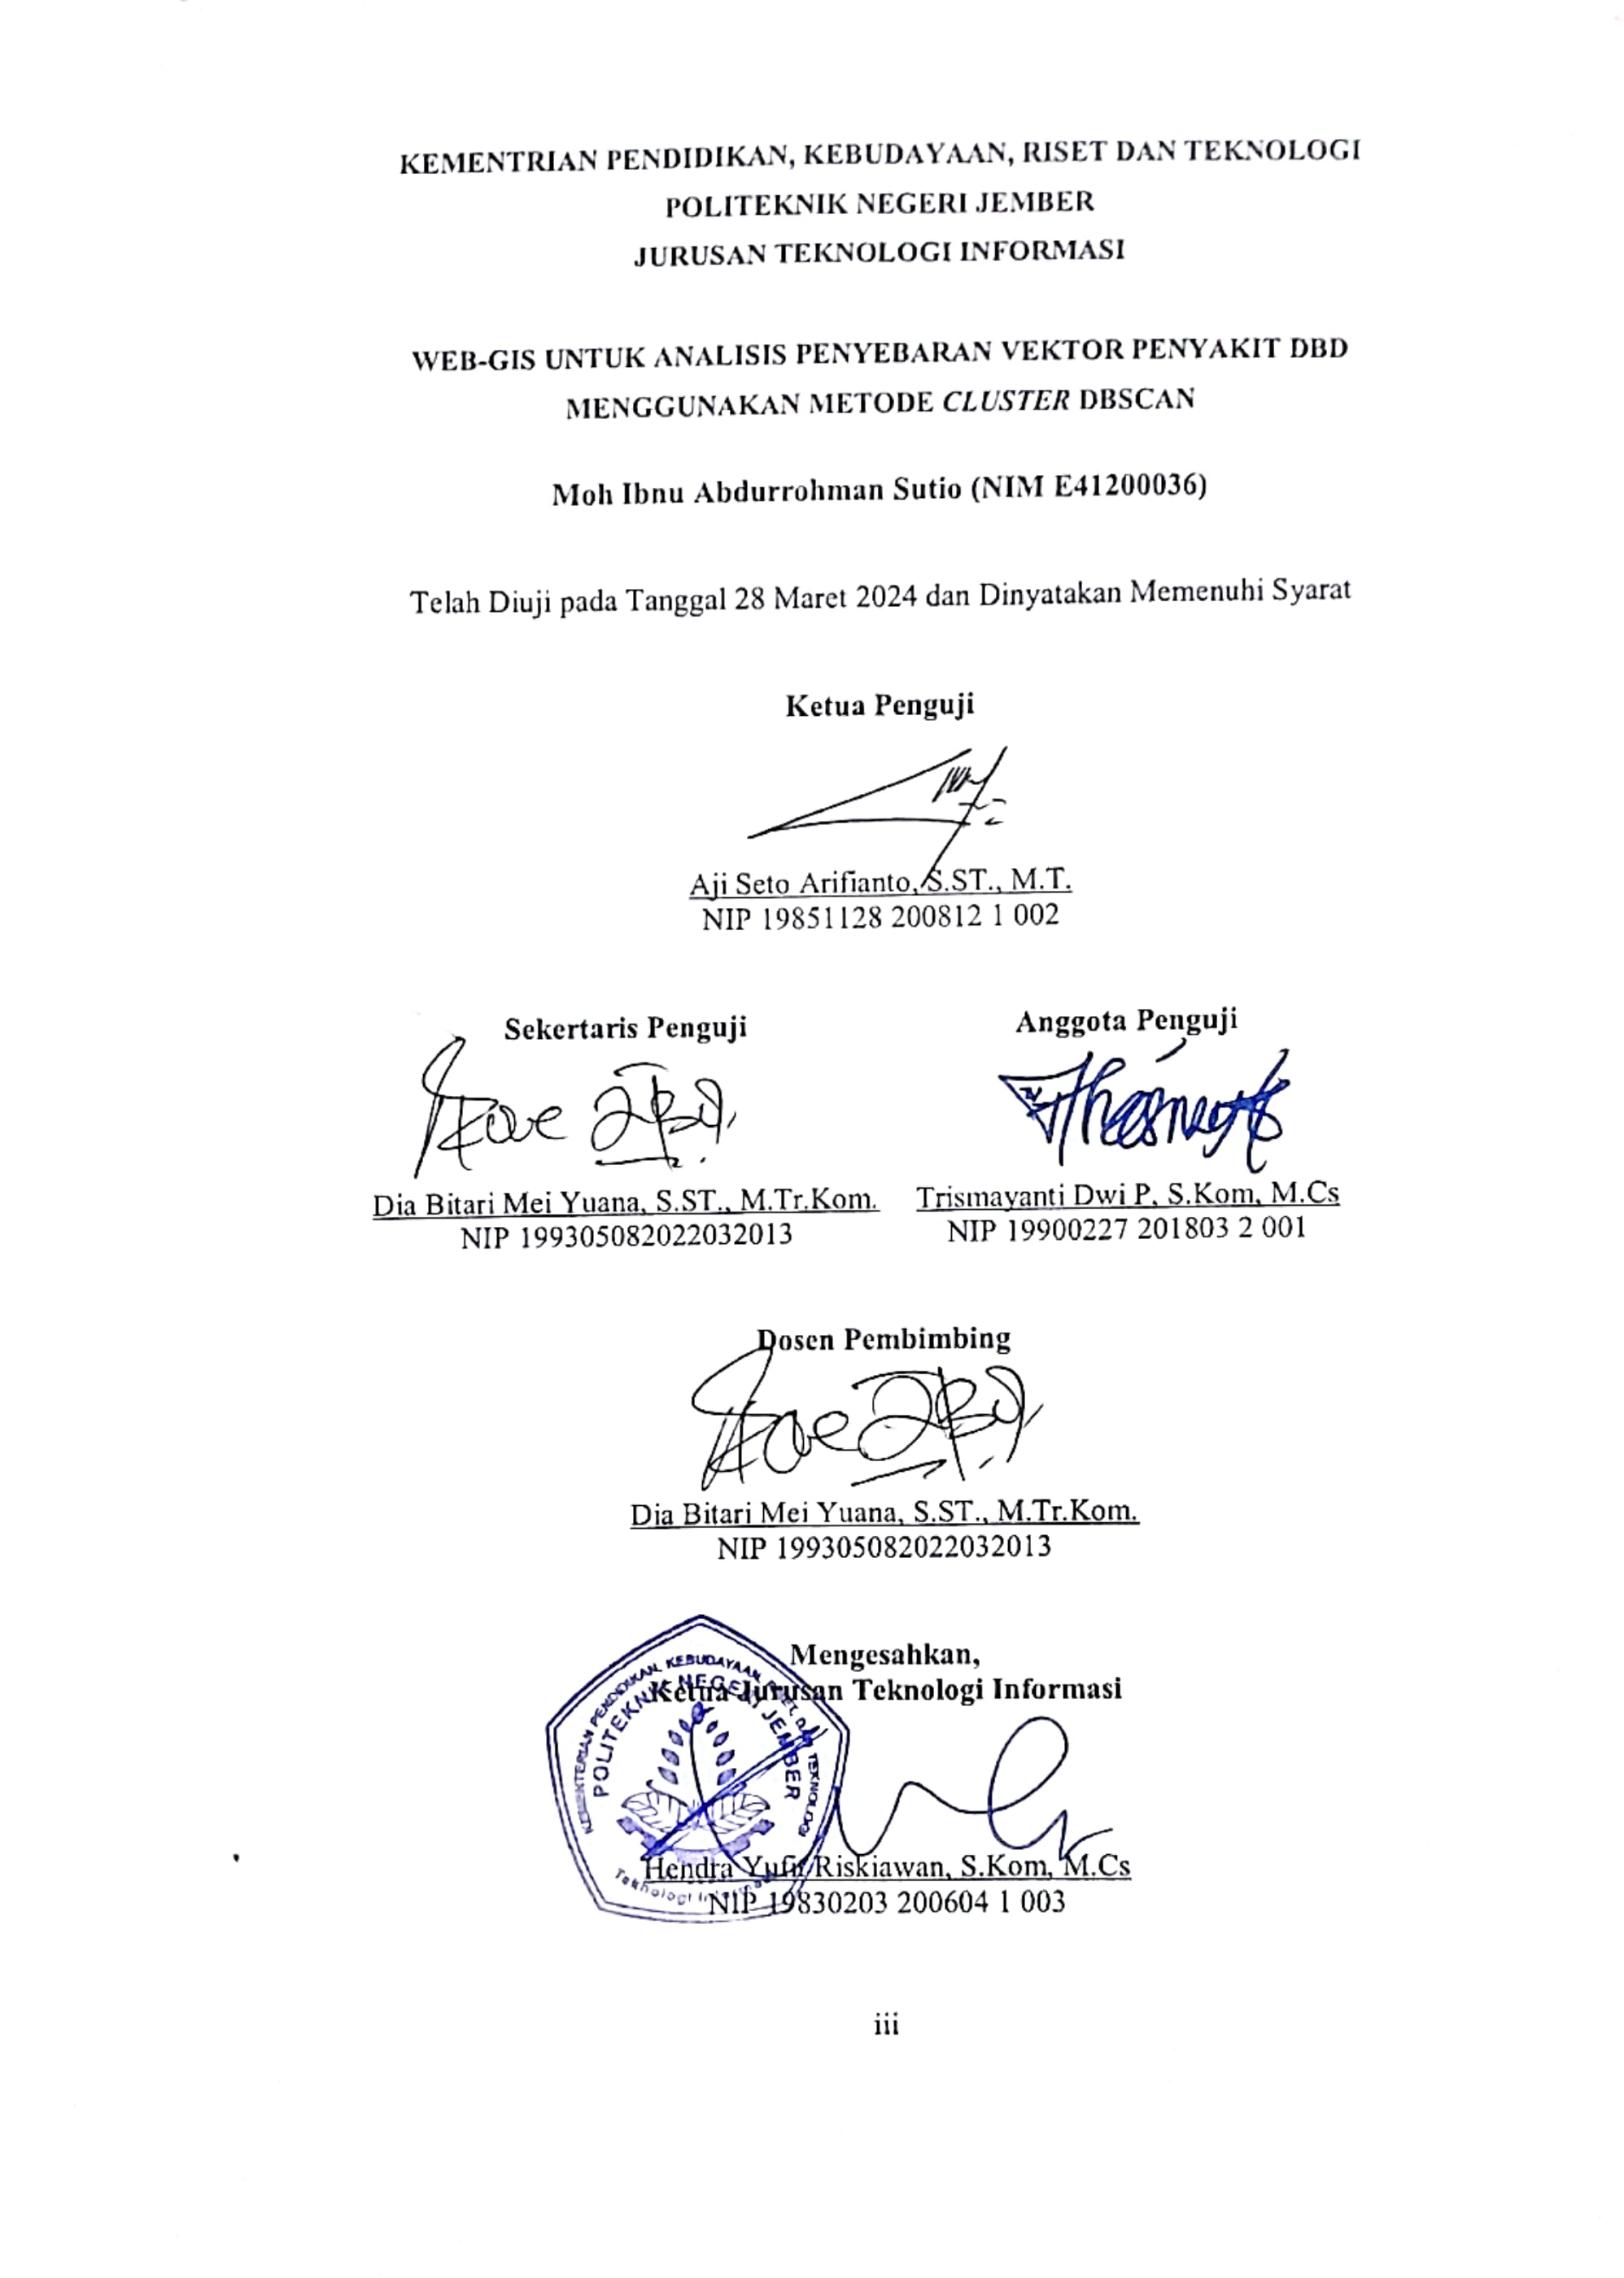 KEMENTRIAN PENDIDIKAN, KEBUDAYAAN, RISET DAN TEKNOLOGI
POLITEKNIK NEGERI JEMBER
JURUSAN TEKNOLOGI INFORMASI
WEB-GIS UNTUK ANALISIS PENYEBARAN VEKTOR PENYAKIT DBD
MENGGUNAKAN METODE CLUSTER DBSCAN
Moh Ibnu Abdurrohman Sutio (NIM E41200036)
Telah Diuji pada Tanggal 28 Maret 2024 dan Dinyatakan Memenuhi Syarat
Ketua Penguji
Aji Seto Arifianto, S.ST., M.T.
NIP 19851128 200812 1 002
Sekertaris Penguji
Dia Bitari Mei Yuana, S.ST., M.Tr.Kom.
NIP 199305082022032013
Anggota Penguji
Trismayanti Dwi P, S.Kom, M.Cs
NIP 19900227 201803 2 001
Dosen Pembimbing
Dia Bitari Mei Yuana, S.ST., M.Tr.Kom.
NIP 199305082022032013
Mengesahkan,
Ketua Jurusan Teknologi Informasi
KEMENTERIAN PENDIDIKAN, KEBUDAYAAN, RISET, DAN TEKNOLOGI
POLITEKNIK NEGERI JEMBER
Teknologi Informasi
Hendra Yufit Riskiawan, S.Kom, M.Cs
NIP 19830203 200604 1 003
iii